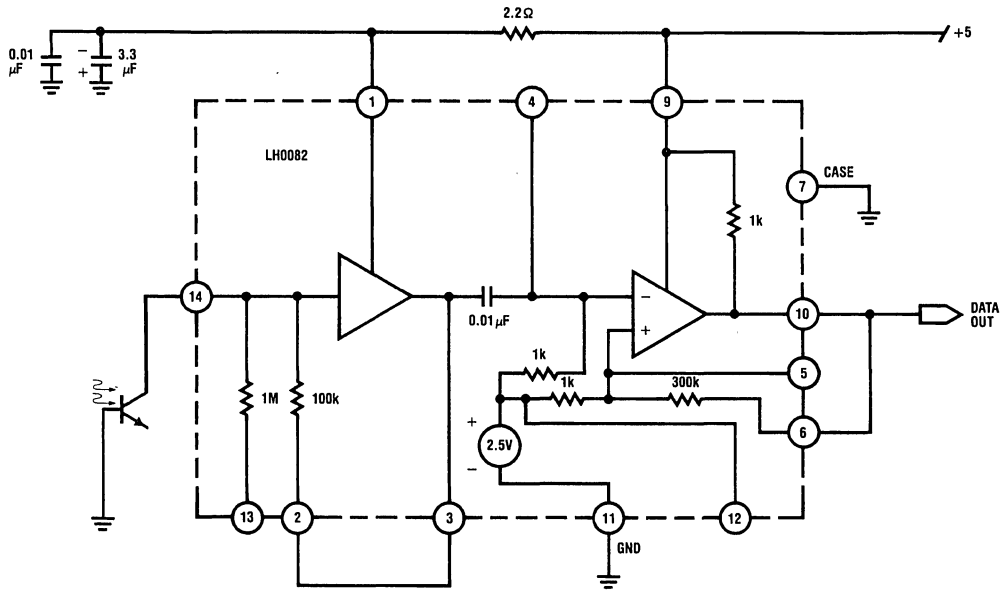 2.2Ω
+5
0.01
µF
−
+
3.3
µF
1
4
9
LH0082
7
CASE
1k
14
0.01µF
−
+
10
DATA
OUT
1M
100k
1k
1k
300k
5
6
+
2.5V
−
13
2
3
11
12
GND